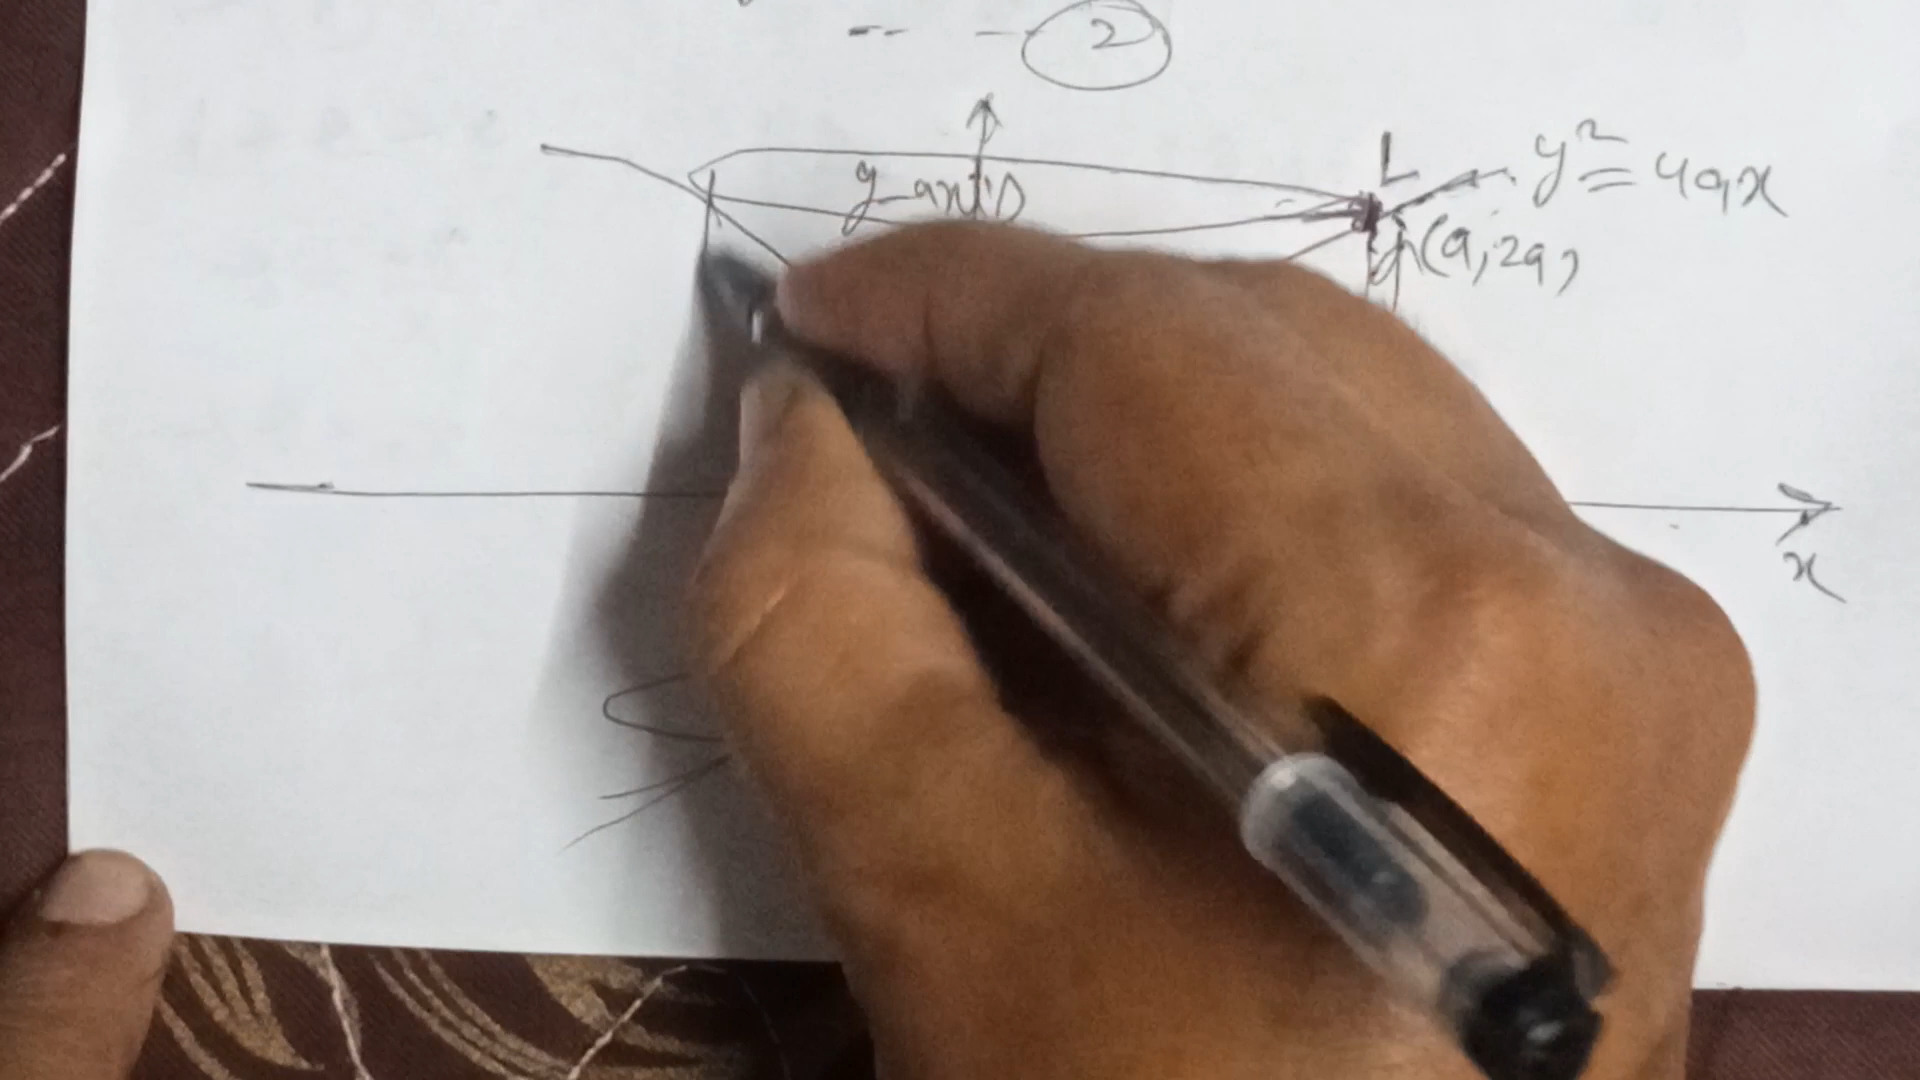 -- -②
L
y² = 4ax
y-axis
(a, 2a)
x